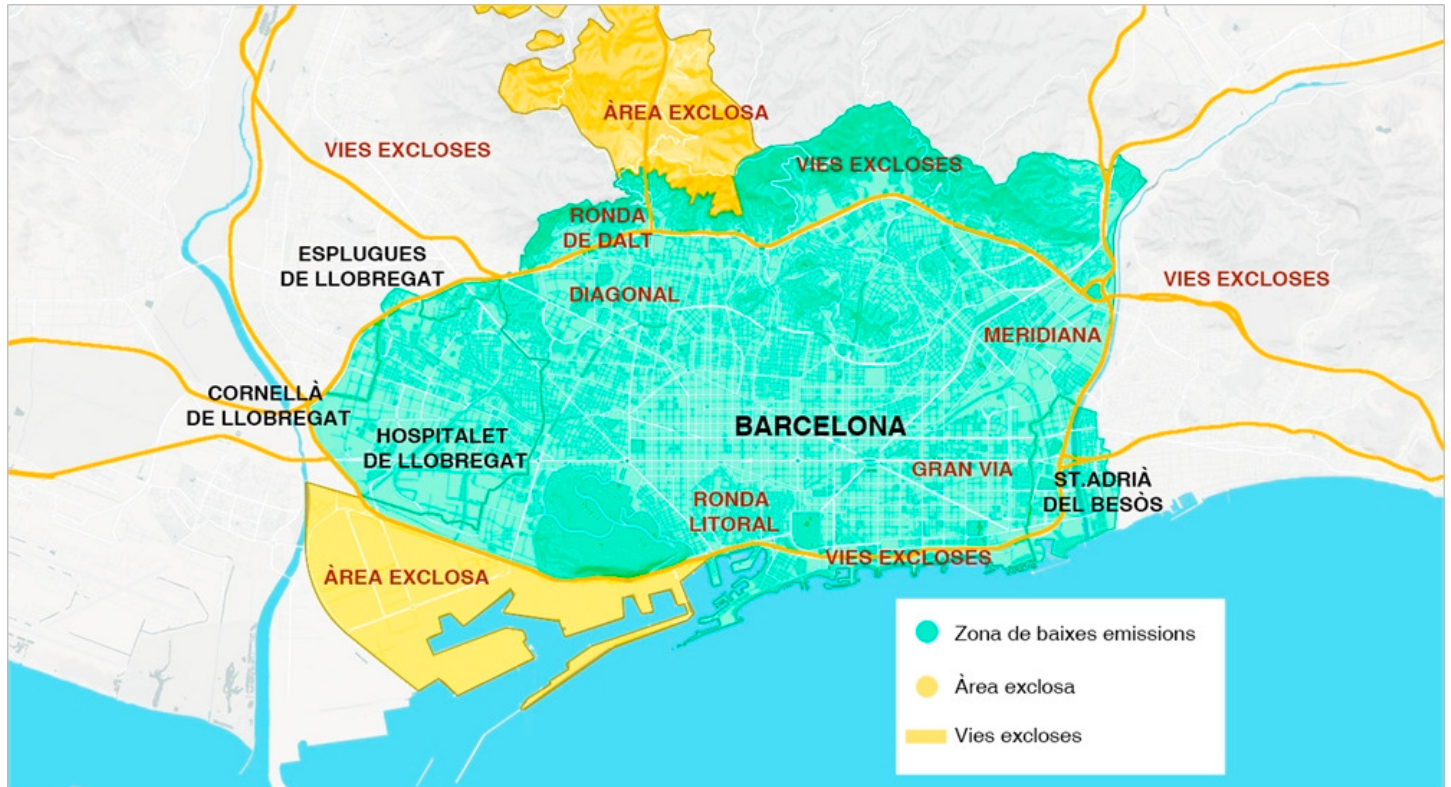 ÀREA EXCLOSA
VIES EXCLOSES
VIES EXCLOSES
RONDA
DE DALT
ESPLUGUES
DE LLOBREGAT
VIES EXCLOSES
DIAGONAL
MERIDIANA
CORNELLÀ
DE LLOBREGAT
HOSPITALET
DE LLOBREGAT
BARCELONA
GRAN VIA
ST.ADRIÀ
DEL BESÒS
RONDA
LITORAL
VIES EXCLOSES
ÀREA EXCLOSA
Zona de baixes emissions
Àrea exclosa
Vies excloses